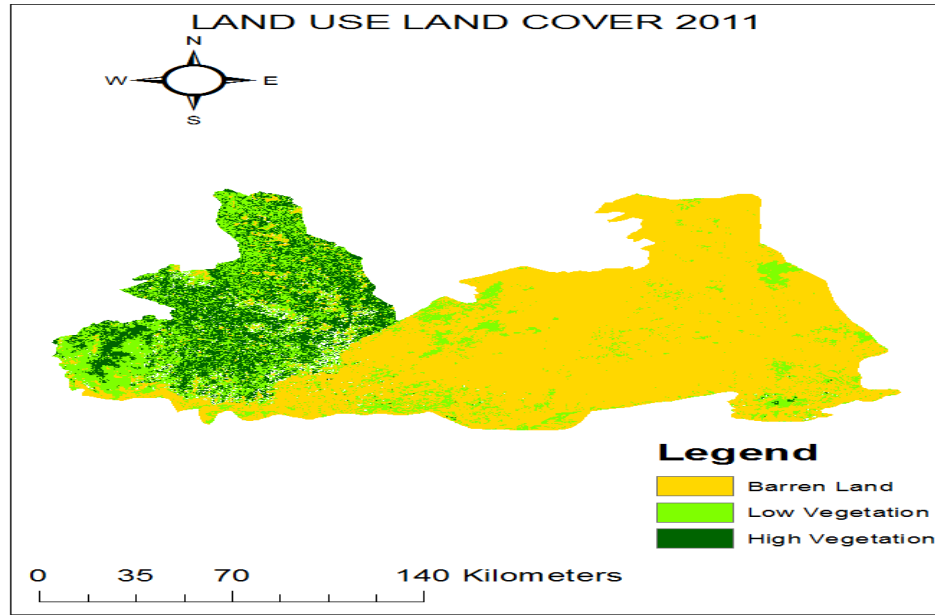 LAND USE LAND COVER 2011
N
W E
S
Legend
Barren Land
Low Vegetation
High Vegetation
0 35 70 140 Kilometers